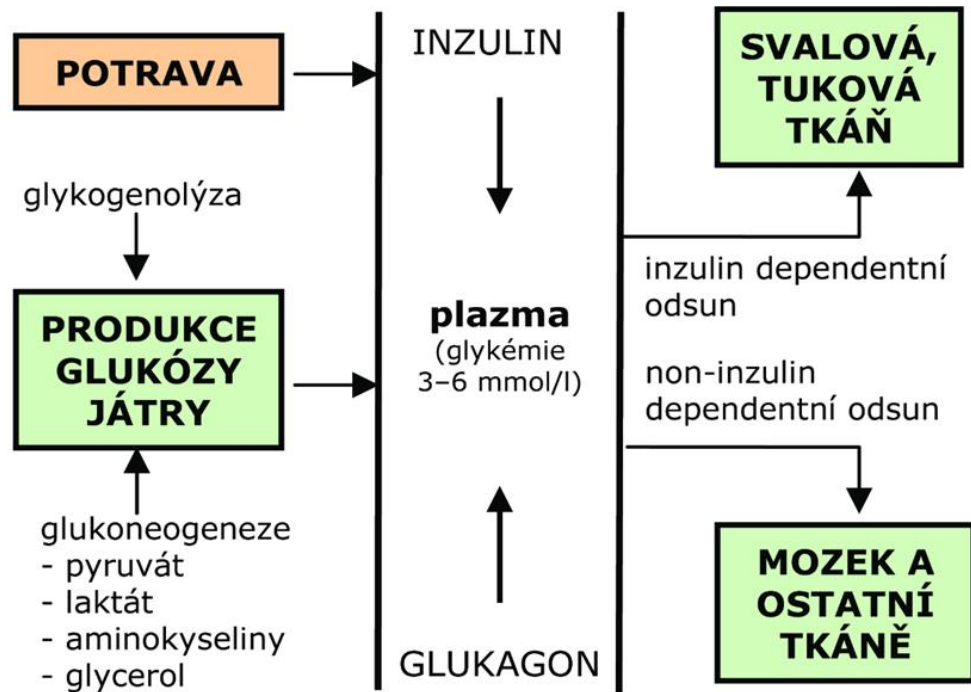 POTRAVA
glykogenolýza
PRODUKCE
GLUKÓZY
JÁTRY
glukoneogeneze
- pyruvát
- laktát
- aminokyseliny
- glycerol
INZULIN
plazma
(glykémie
3–6 mmol/l)
GLUKAGON
SVALOVÁ,
TUKOVÁ
TKÁŇ
inzulin dependentní
odsun
non-inzulin
dependentní odsun
MOZEK A
OSTATNÍ
TKÁNĚ